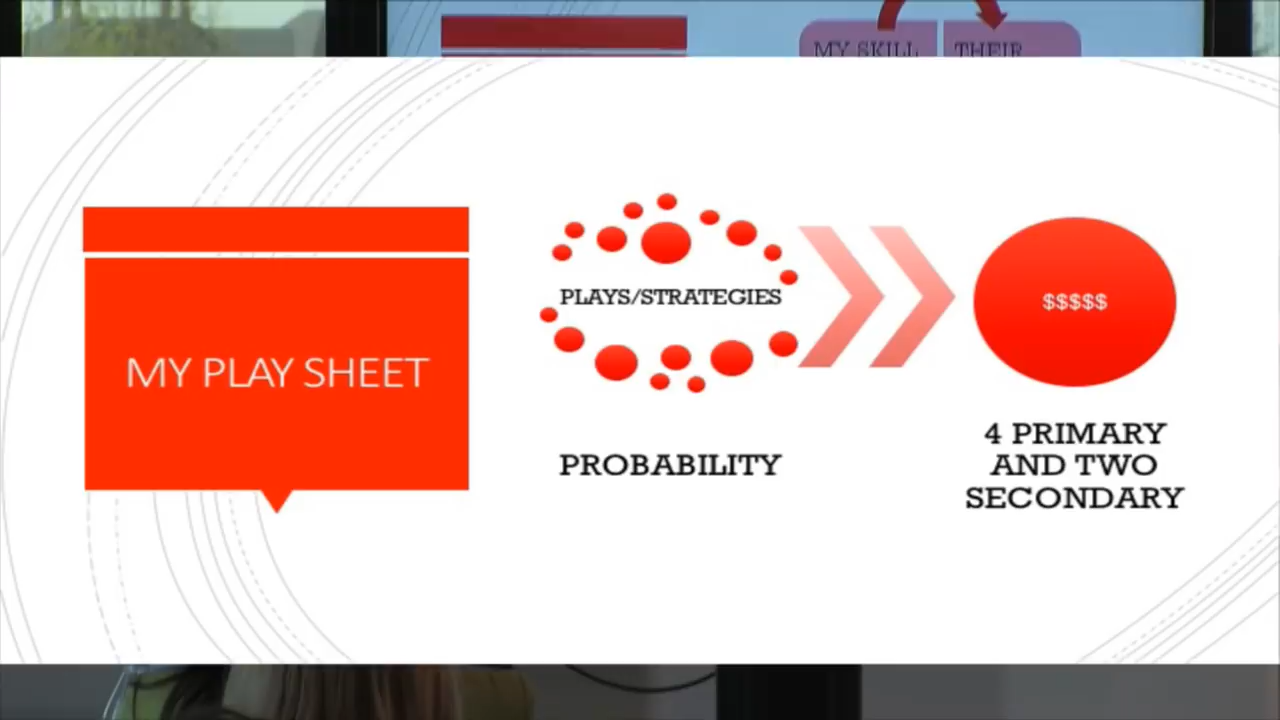 MY SKILL
THEIR
MY PLAY SHEET
PLAYS/STRATEGIES
PROBABILITY
$$$$$
4 PRIMARY
AND TWO
SECONDARY